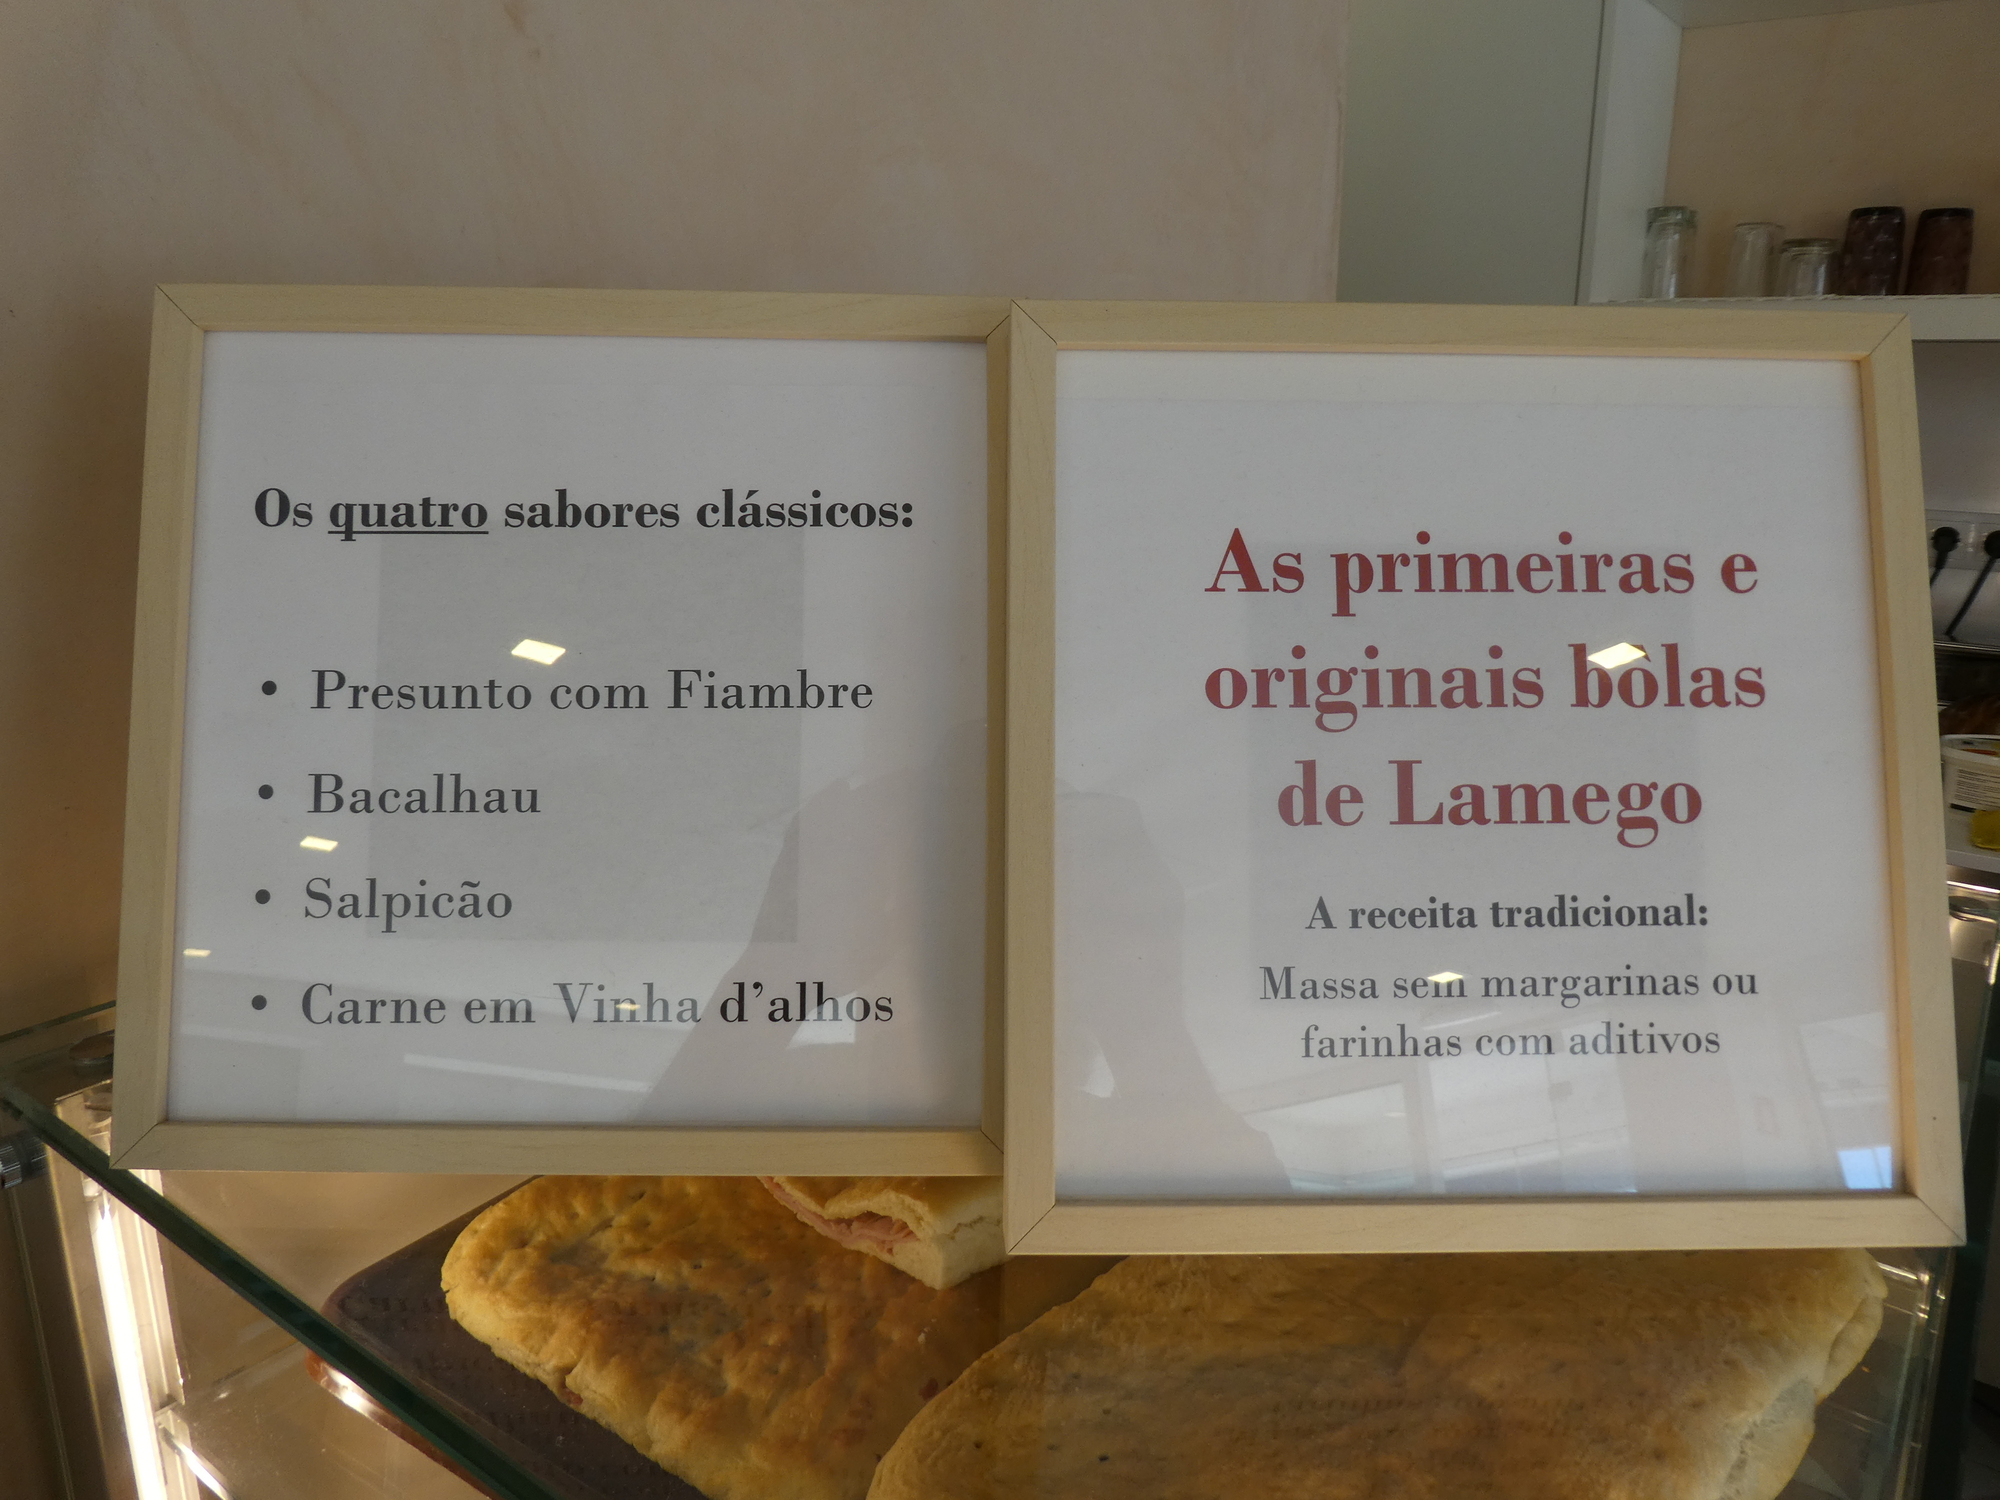 Os quatro sabores clássicos:
• Presunto com Fiambre
• Bacalhau
• Salpicão
• Carne em Vinha d’alhos
As primeiras e
originais bôlas
de Lamego
A receita tradicional:
Massa sem margarinas ou
farinhas com aditivos